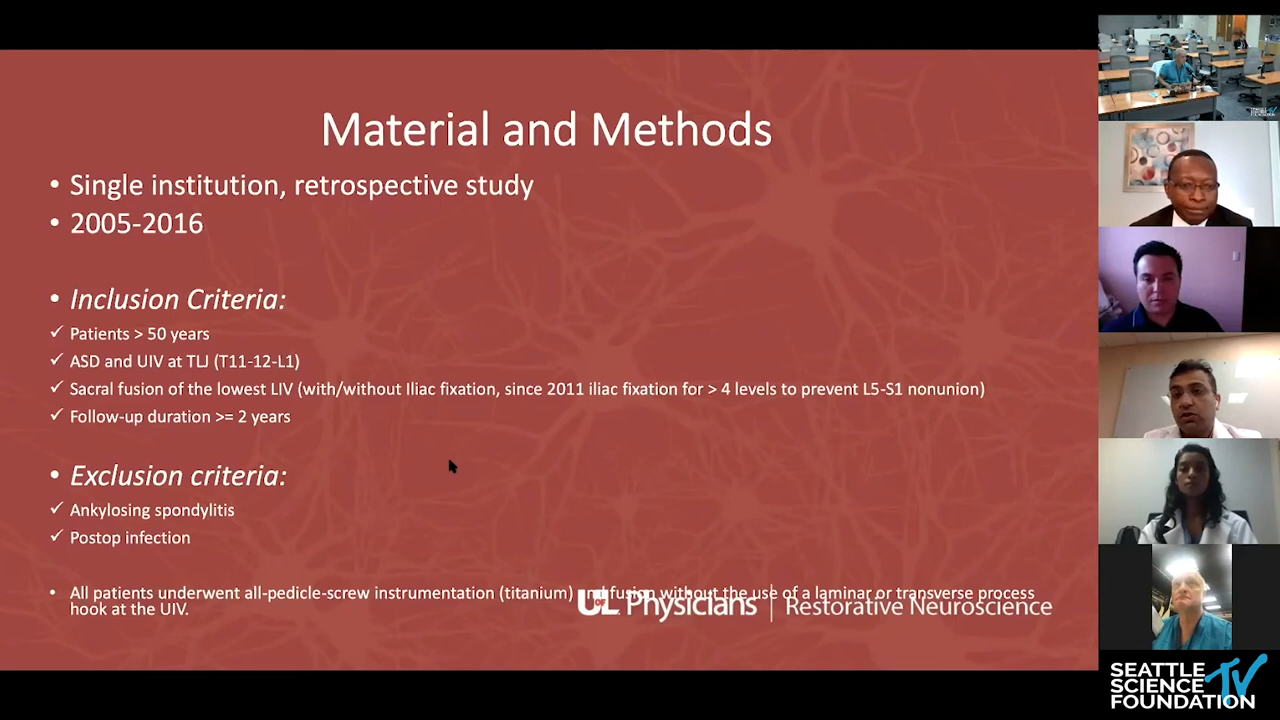 Material and Methods
• Single institution, retrospective study
• 2005-2016
• Inclusion Criteria:
✓ Patients > 50 years
✓ ASD and UIV at TLJ (T11-12-L1)
✓ Sacral fusion of the lowest LIV (with/without Iliac fixation, since 2011 iliac fixation for > 4 levels to prevent L5-S1 nonunion)
✓ Follow-up duration >= 2 years
• Exclusion criteria:
✓ Ankylosing spondylitis
✓ Postop infection
• All patients underwent all-pedicle-screw instrumentation (titanium) and fusion without the use of a laminar or transverse process
hook at the UIV.
UofL Physicians | Restorative Neuroscience
SEATTLE
SCIENCE TV
FOUNDATION
SEATTLE
SCIENCE TV
FOUNDATION